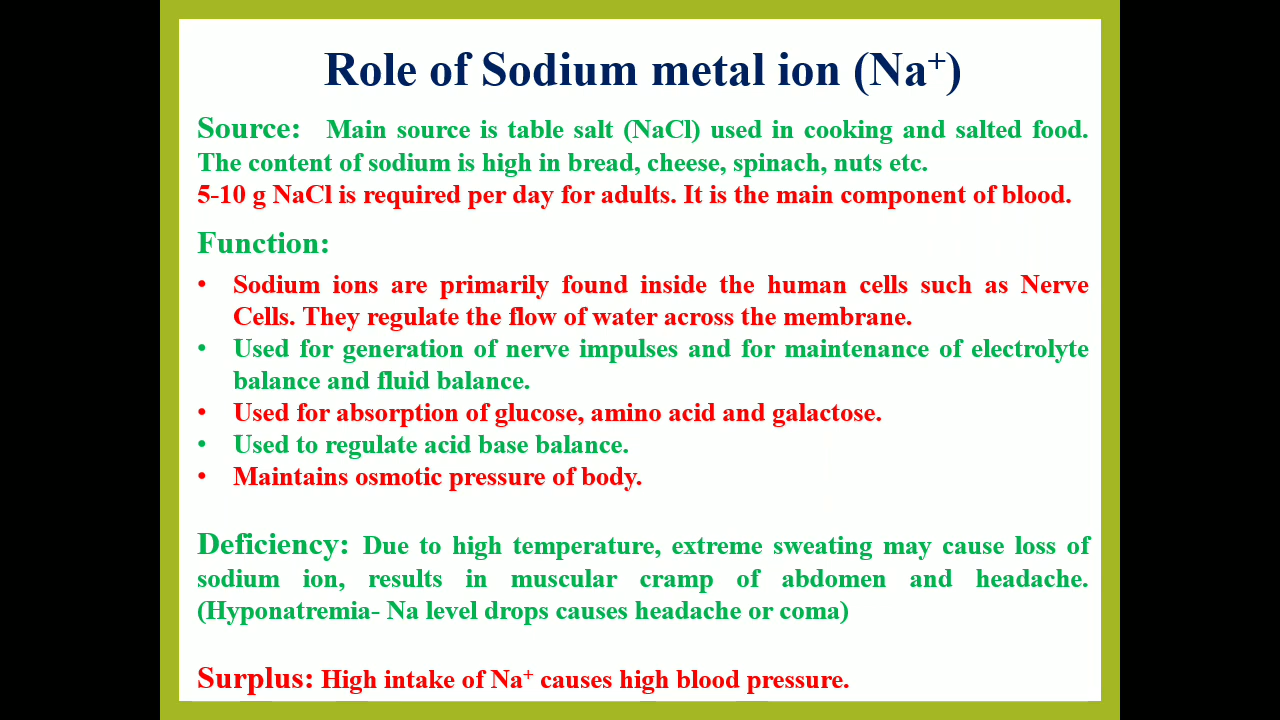 Role of Sodium metal ion (Na⁺)
Source: Main source is table salt (NaCl) used in cooking and salted food.
The content of sodium is high in bread, cheese, spinach, nuts etc.
5-10 g NaCl is required per day for adults. It is the main component of blood.
Function:
• Sodium ions are primarily found inside the human cells such as Nerve
Cells. They regulate the flow of water across the membrane.
• Used for generation of nerve impulses and for maintenance of electrolyte
balance and fluid balance.
• Used for absorption of glucose, amino acid and galactose.
• Used to regulate acid base balance.
• Maintains osmotic pressure of body.
Deficiency: Due to high temperature, extreme sweating may cause loss of
sodium ion, results in muscular cramp of abdomen and headache.
(Hyponatremia- Na level drops causes headache or coma)
Surplus: High intake of Na⁺ causes high blood pressure.